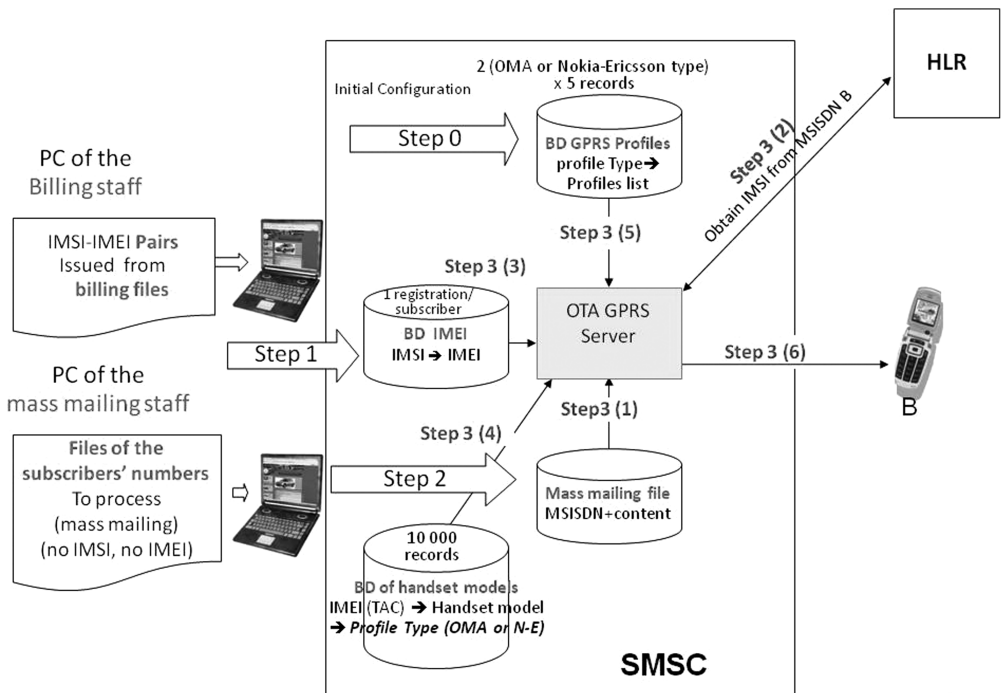 2 (OMA or Nokia-Ericsson type)
x 5 records
HLR
Initial Configuration
Step 0
BD GPRS Profiles
profile Type➔
Profiles list
Step 3 (2)
Obtain IMSI from MSISDN B
PC of the
Billing staff
IMSI-IMEI Pairs
Issued from
billing files
Step 3 (5)
Step 3 (3)
1 registration/
subscriber
BD IMEI
IMSI ➔ IMEI
OTA GPRS
Server
Step 1
Step 3 (6)
B
PC of the
mass mailing staff
Step3 (1)
Step 3 (4)
Files of the
subscribers' numbers
To process
(mass mailing)
(no IMSI, no IMEI)
Step 2
Mass mailing file
MSISDN+content
10 000
records
BD of handset models
IMEI (TAC) ➔ Handset model
➔ Profile Type (OMA or N-E)
SMSC